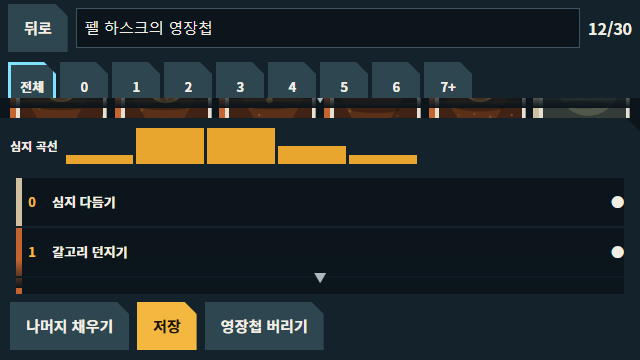 뒤로 펠 하스크의 영장첩 12/30
전체 0 1 2 3 4 5 6 7+
심지 곡선
0 심지 다듬기
1 갈고리 던지기
나머지 채우기 저장 영장첩 버리기